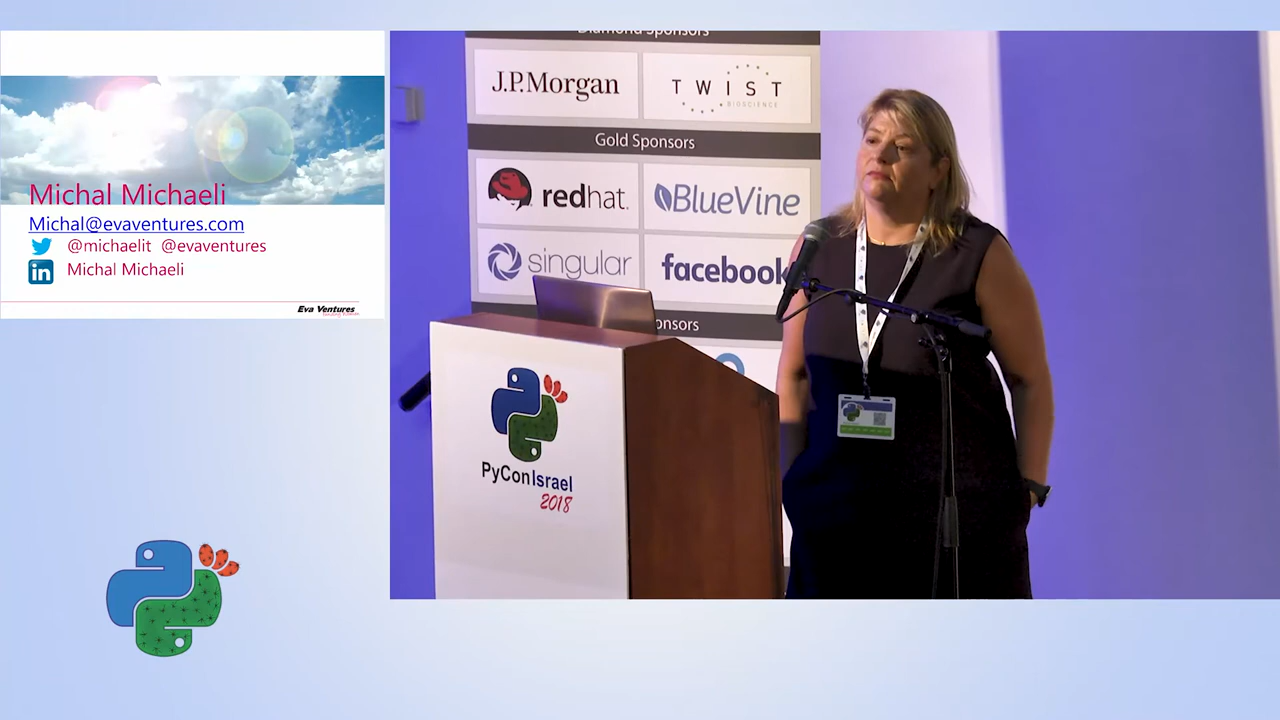 Michal Michaeli
Michal@evaventures.com
@michaelit @evaventures
in Michal Michaeli
Eva Ventures
Diamond Sponsors
J.P.Morgan
TWIST
BIOSCIENCE
Gold Sponsors
redhat.
BlueVine
singular
facebook
onsors
PyConIsrael
2018